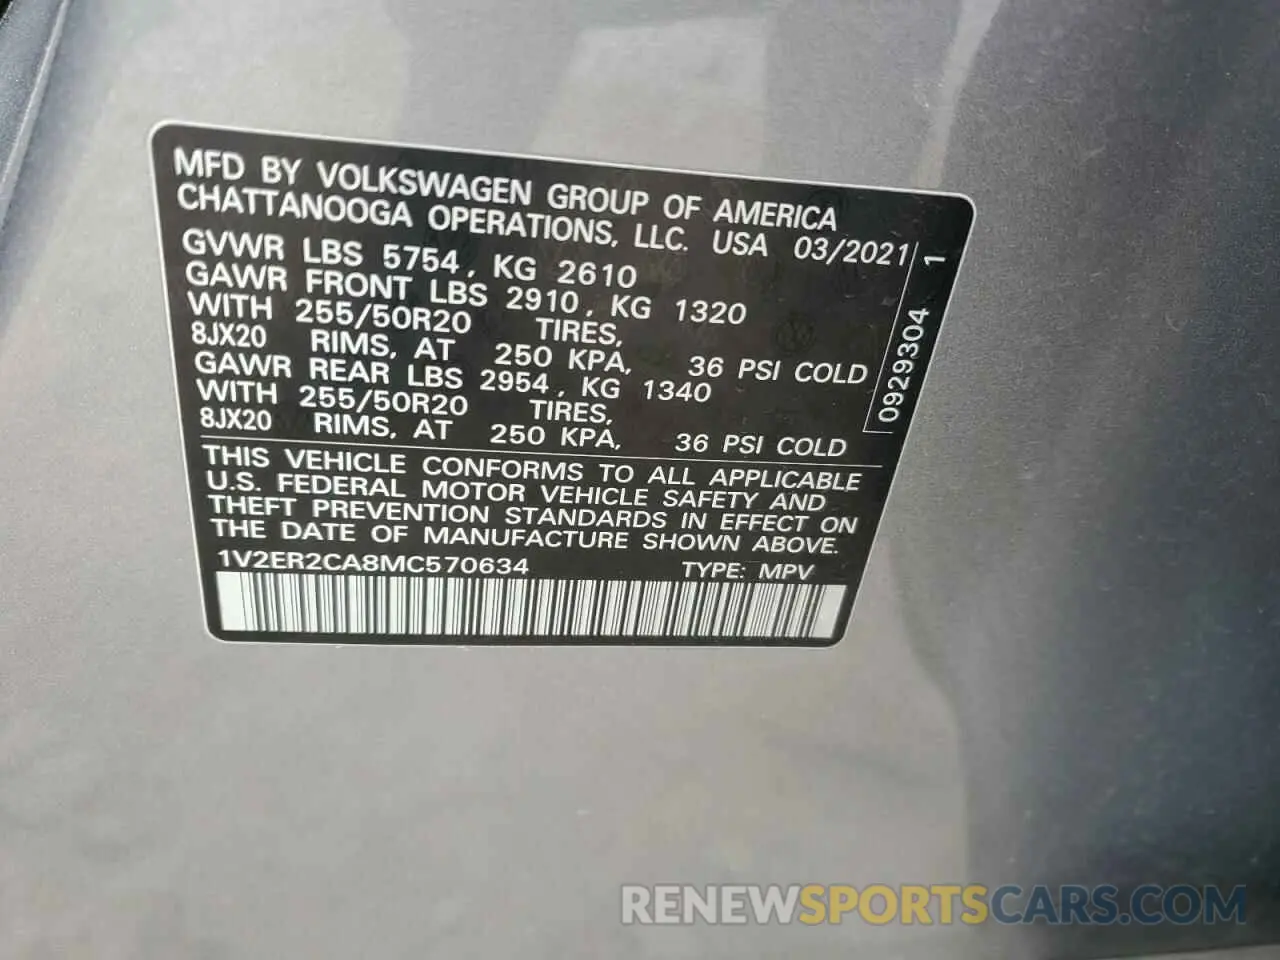 MFD BY VOLKSWAGEN GROUP OF AMERICA
CHATTANOOGA OPERATIONS, LLC. USA 03/2021
GVWR LBS 5754, KG 2610
GAWR FRONT LBS 2910, KG 1320
WITH 255/50R20 TIRES,
8JX20 RIMS, AT 250 KPA, 36 PSI COLD
GAWR REAR LBS 2954, KG 1340
WITH 255/50R20 TIRES,
8JX20 RIMS, AT 250 KPA, 36 PSI COLD
0929304 1
THIS VEHICLE CONFORMS TO ALL APPLICABLE
U.S. FEDERAL MOTOR VEHICLE SAFETY AND
THEFT PREVENTION STANDARDS IN EFFECT ON
THE DATE OF MANUFACTURE SHOWN ABOVE.
1V2ER2CA8MC570634 TYPE: MPV
RENEWSPORTSCARS.COM